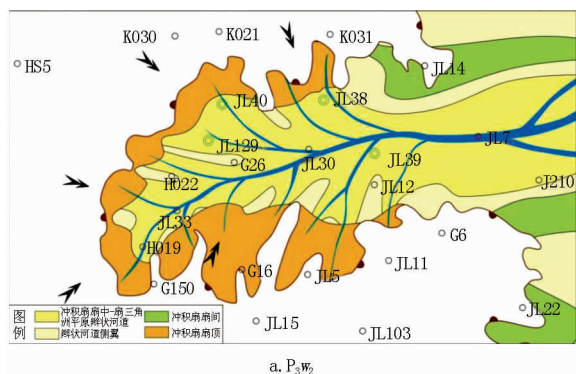 K030
K021
K031
HS5
JL14
JL40
JL38
JL129
JL30
JL7
JL39
G26
H022
JL12
J210
JL33
H019
G6
G16
JL5
JL11
G150
JL22
JL15
JL103
图
例
冲积扇扇中-扇三角
洲平原辫状河道
冲积扇扇间
辫状河道侧翼
冲积扇扇顶
a. P₃w₂